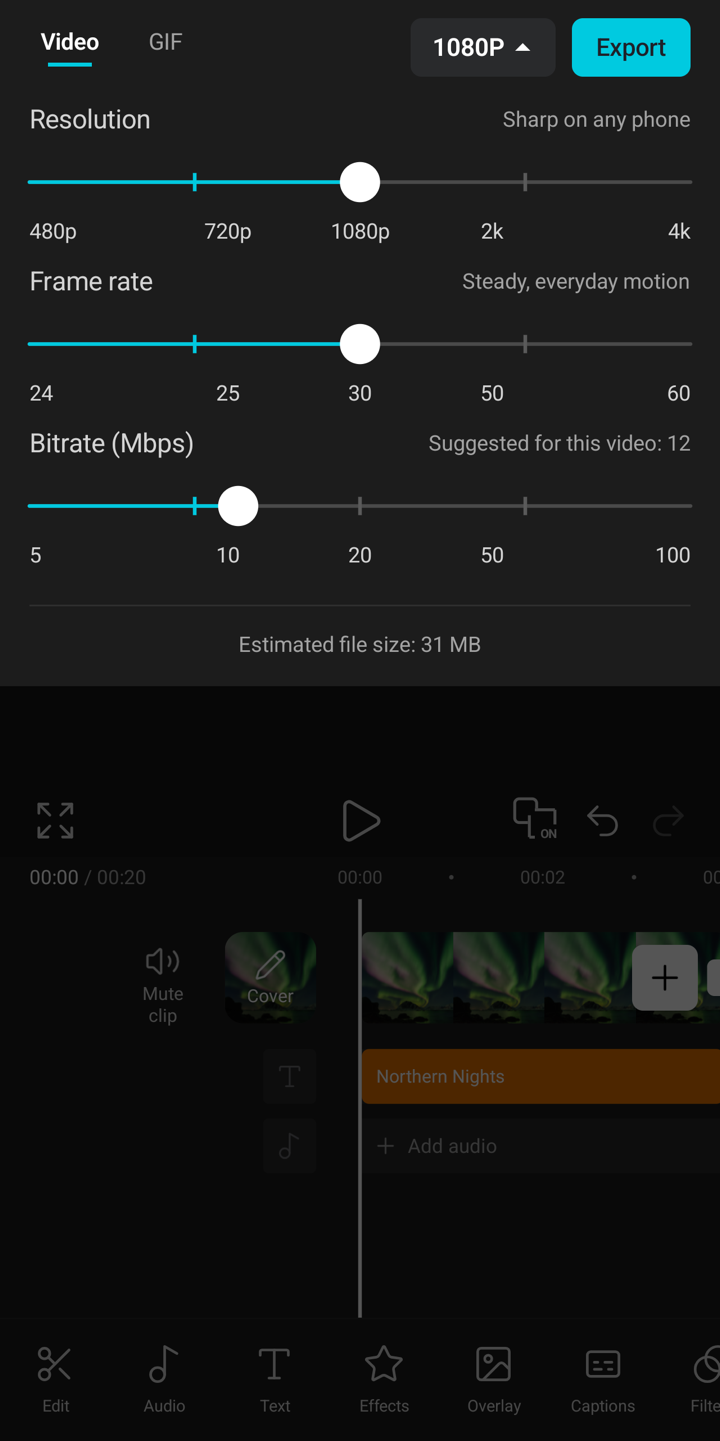 Video GIF 1080P Export
Resolution Sharp on any phone
480p 720p 1080p 2k 4k
Frame rate Steady, everyday motion
24 25 30 50 60
Bitrate (Mbps) Suggested for this video: 12
5 10 20 50 100
Estimated file size: 31 MB
ON
00:00 / 00:20 00:00 00:02 00
Mute
clip
Cover
Northern Nights
Add audio
Edit Audio Text Effects Overlay Captions Filte